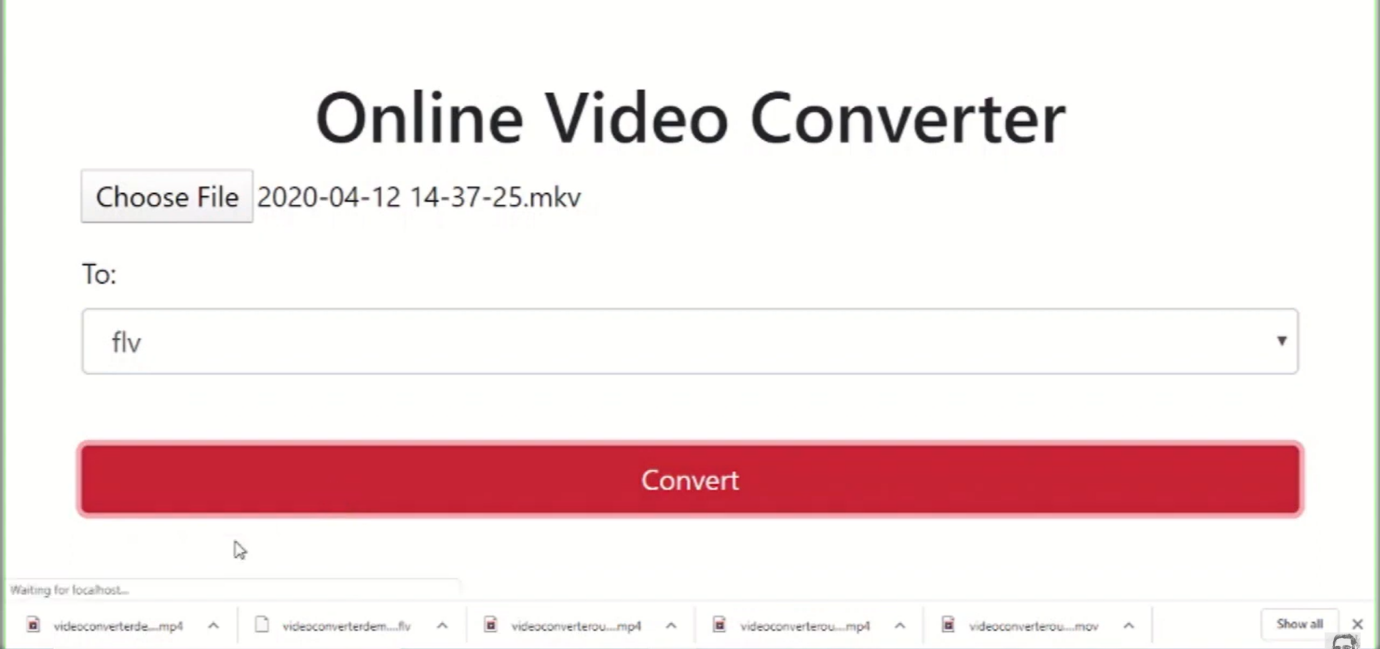 Online Video Converter
Choose File 2020-04-12 14-37-25.mkv
To:
flv
Convert
Waiting for localhost...
videoconverterde....mp4 videoconverterdem....flv videoconverterou....mp4 videoconverterou....mp4 videoconverterou....mov Show all